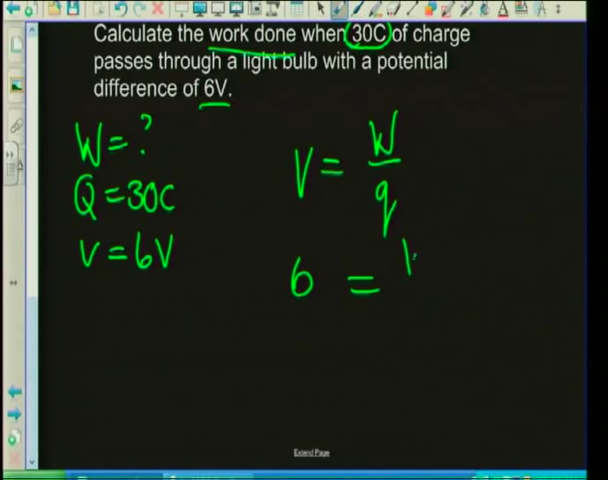 Calculate the work done when 30C of charge
passes through a light bulb with a potential
difference of 6V.
W = ?
Q = 30C
V = 6V
V = W
q
6 =
Extend Page